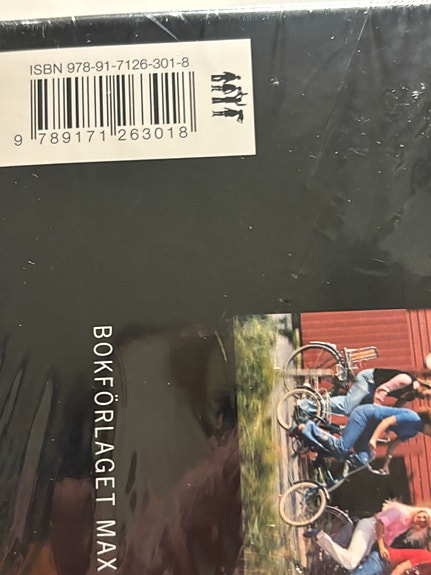 ISBN 978-91-7126-301-8
9 789171 263018
BOKFÖRLAGET MAX